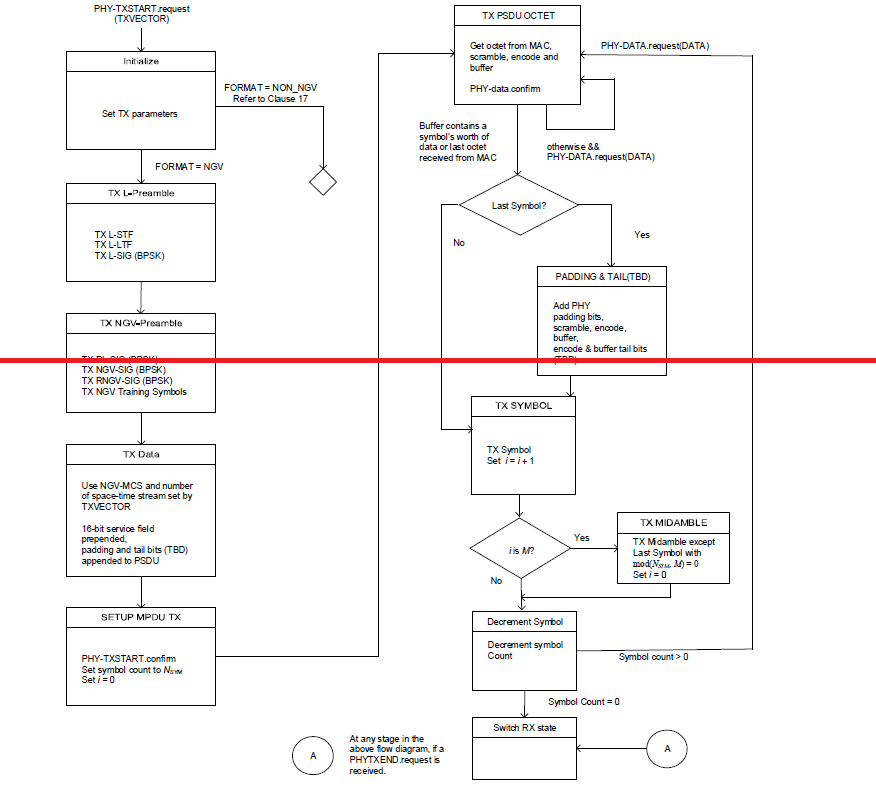 PHY-TXSTART.request
(TXVECTOR)
Initialize
Set TX parameters
FORMAT = NON_NGV
Refer to Clause 17
FORMAT = NGV
TX L-Preamble
TX L-STF
TX L-LTF
TX L-SIG (BPSK)
TX NGV-Preamble
TX RL-SIG (BPSK)
TX NGV-SIG (BPSK)
TX RNGV-SIG (BPSK)
TX NGV Training Symbols
TX Data
Use NGV-MCS and number
of space-time stream set by
TXVECTOR
16-bit service field
prepended,
padding and tail bits (TBD)
appended to PSDU
SETUP MPDU TX
PHY-TXSTART.confirm
Set symbol count to NSYM
Set i = 0
TX PSDU OCTET
Get octet from MAC,
scramble, encode and
buffer
PHY-data.confirm
PHY-DATA.request(DATA)
Buffer contains a
symbol's worth of
data or last octet
received from MAC
otherwise &&
PHY-DATA.request(DATA)
Last Symbol?
No
Yes
PADDING & TAIL(TBD)
Add PHY
padding bits,
scramble, encode,
buffer,
encode & buffer tail bits
(TBD)
TX SYMBOL
TX Symbol
Set i = i + 1
i is M?
Yes
No
TX MIDAMBLE
TX Midamble except
Last Symbol with
mod(NSYM, M) = 0
Set i = 0
Decrement Symbol
Decrement symbol
Count
Symbol count > 0
Symbol Count = 0
Switch RX state
A
A
At any stage in the
above flow diagram, if a
PHYTXEND.request is
received.